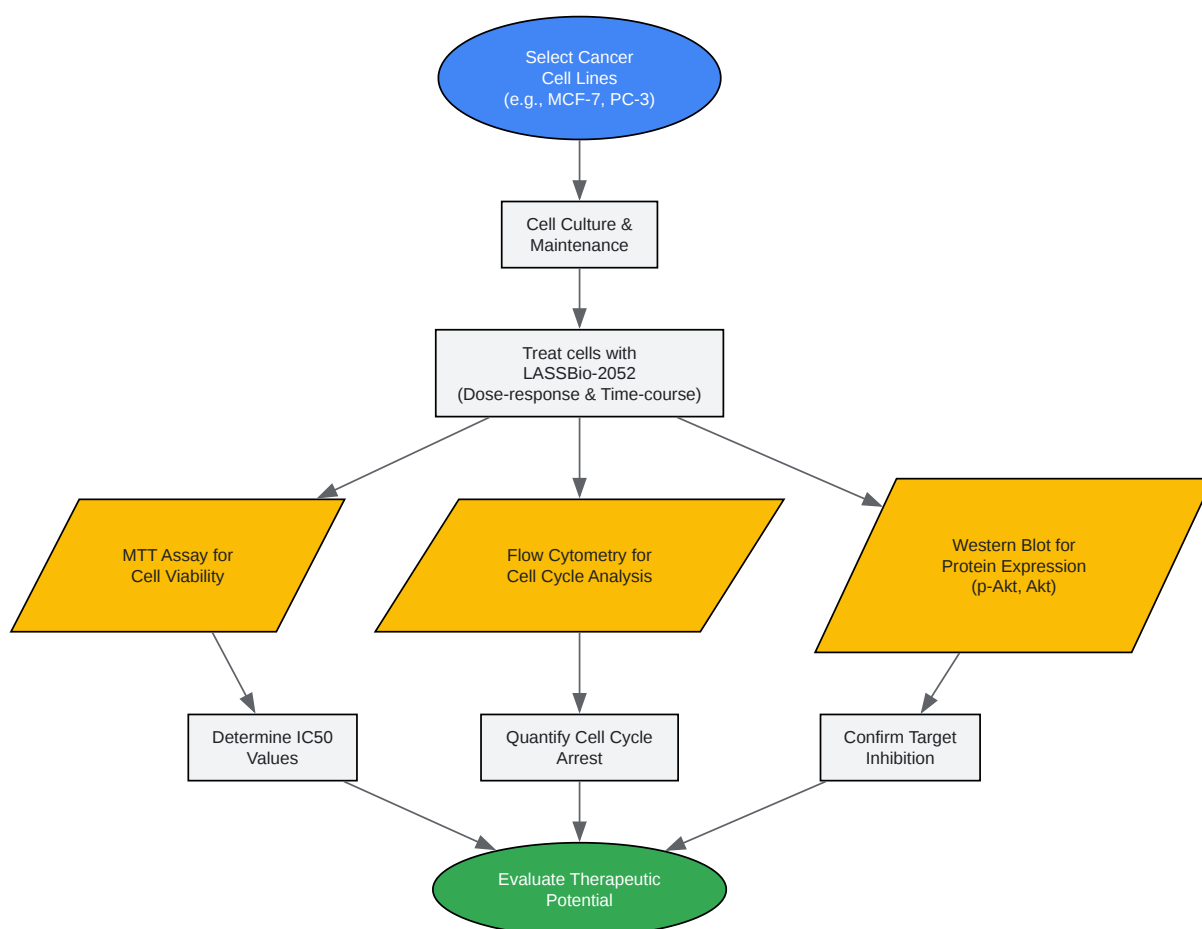 Select Cancer
Cell Lines
(e.g., MCF-7, PC-3)
Cell Culture &
Maintenance
Treat cells with
LASSBio-2052
(Dose-response & Time-course)
MTT Assay for
Cell Viability
Flow Cytometry for
Cell Cycle Analysis
Western Blot for
Protein Expression
(p-Akt, Akt)
Determine IC50
Values
Quantify Cell Cycle
Arrest
Confirm Target
Inhibition
Evaluate Therapeutic
Potential